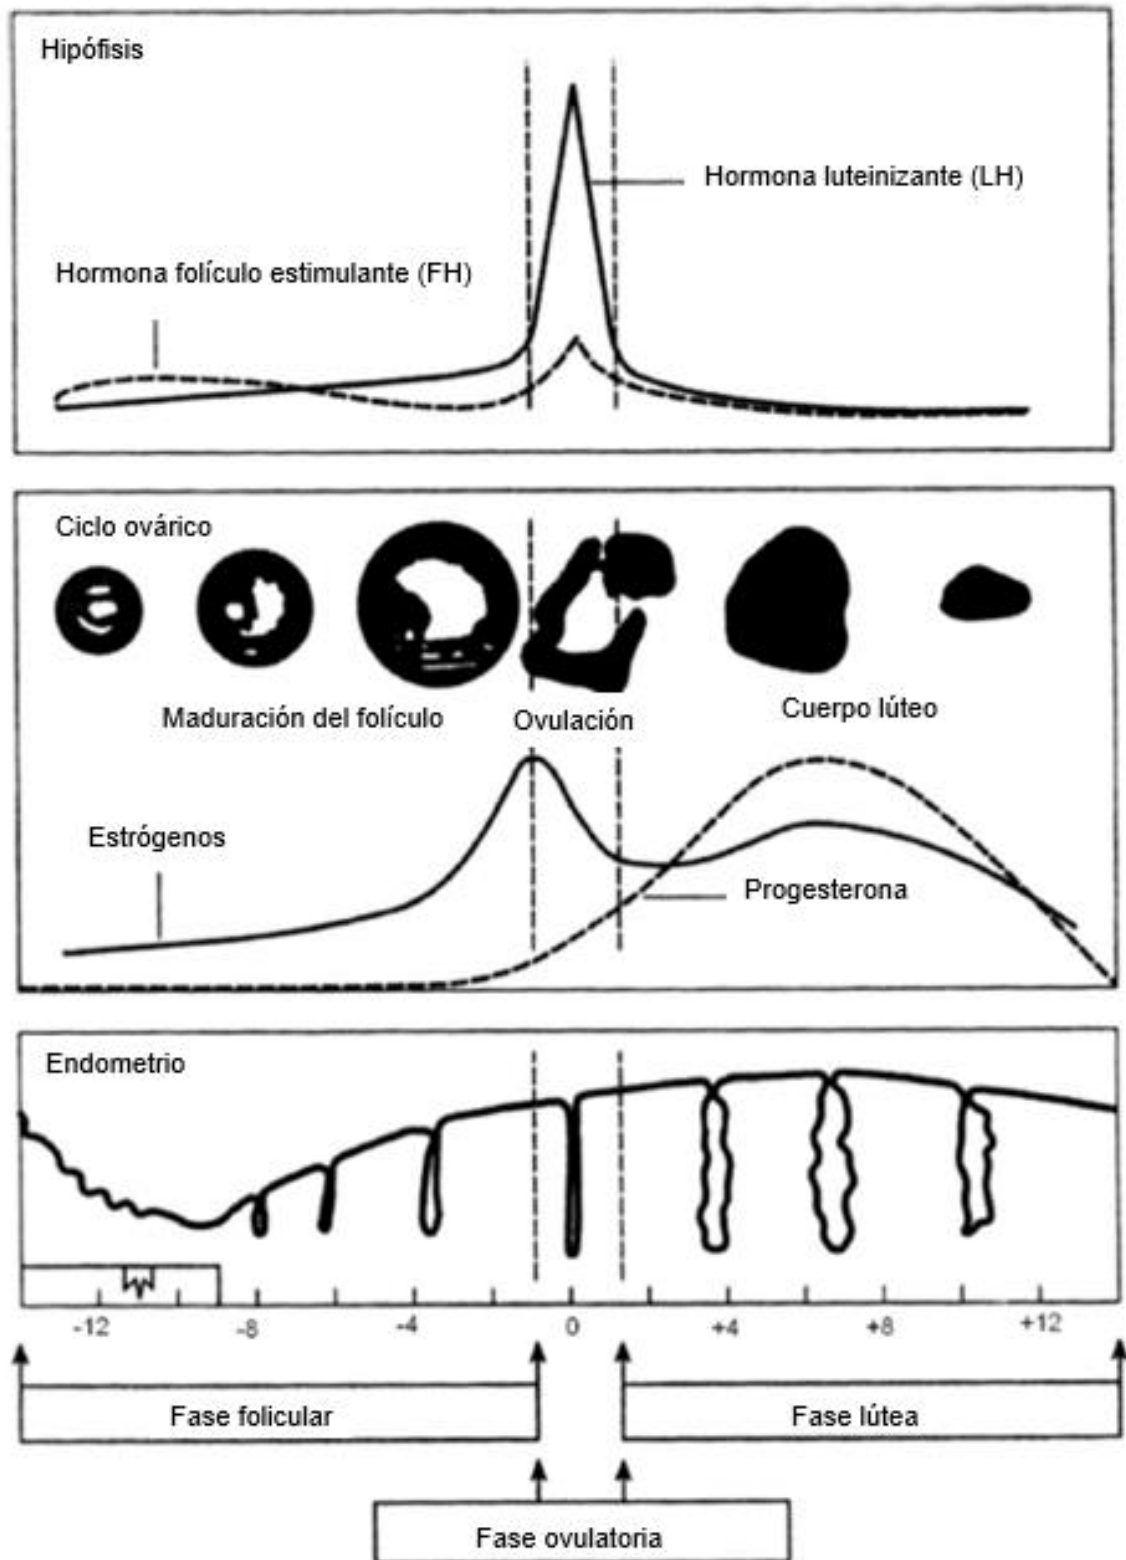 Hipófisis
Hormona luteinizante (LH)
Hormona folículo estimulante (FH)
Ciclo ovárico
Maduración del folículo
Ovulación
Cuerpo lúteo
Estrógenos
Progesterona
Endometrio
-12 -8 -4 0 +4 +8 +12
Fase folicular
Fase lútea
Fase ovulatoria